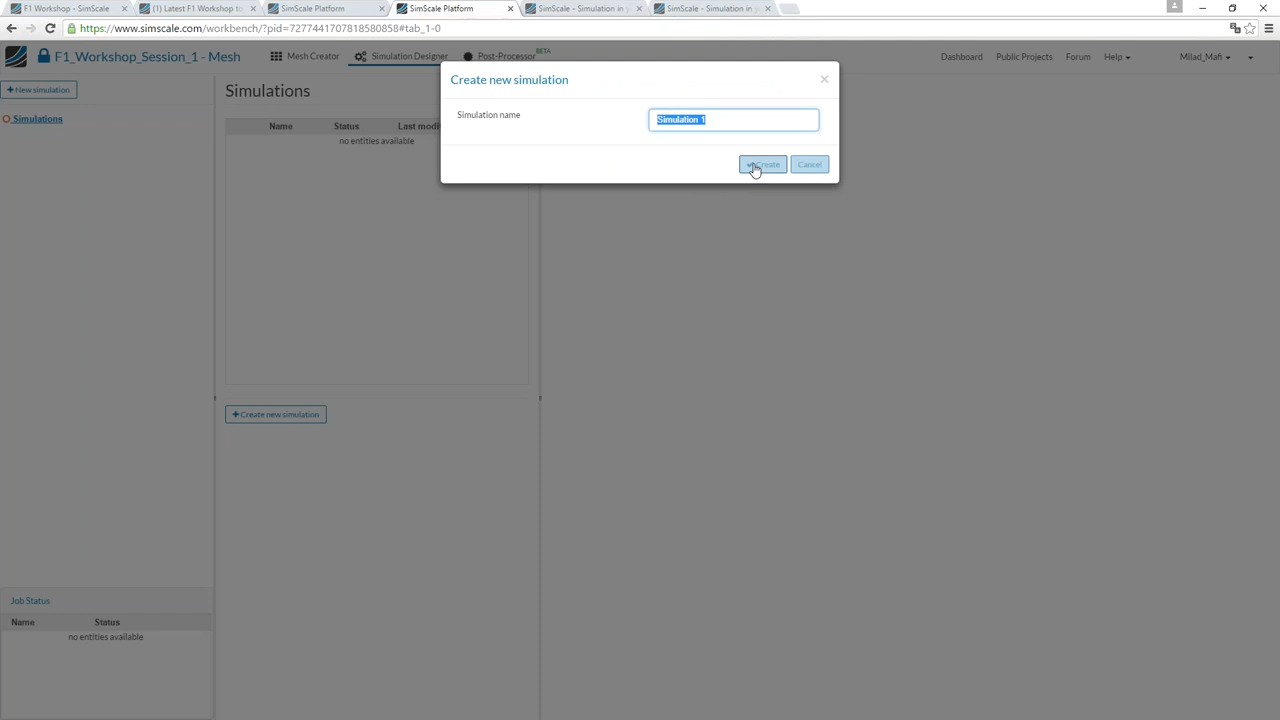 F1 Workshop - SimScale
(1) Latest F1 Workshop to
SimScale Platform
SimScale Platform
SimScale - Simulation in y
SimScale - Simulation in y
https://www.simscale.com/workbench/?pid=7277441707818580858#tab_1-0
F1_Workshop_Session_1 - Mesh
Mesh Creator
Simulation Designer
Post-Processor BETA
Dashboard
Public Projects
Forum
Help
Milad_Mafi
Create new simulation
Simulation name
Simulation 1
Create
Cancel
+ New simulation
Simulations
Simulations
Name Status Last modi
no entities available
+ Create new simulation
Job Status
Name Status
no entities available